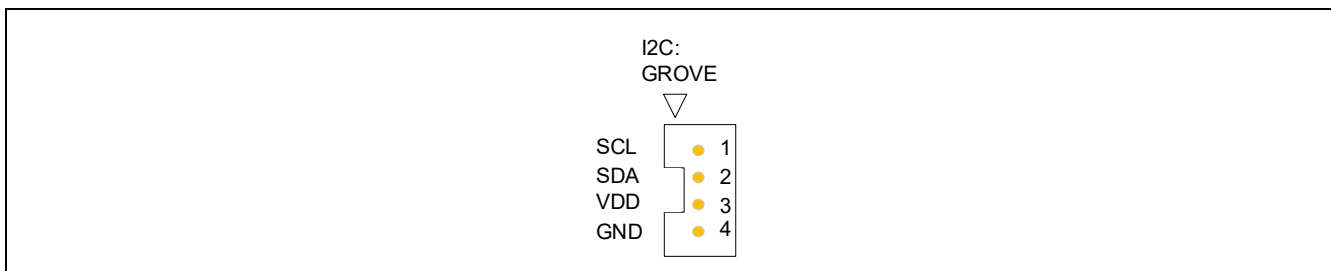 I2C:
GROVE
SCL 1
SDA 2
VDD 3
GND 4